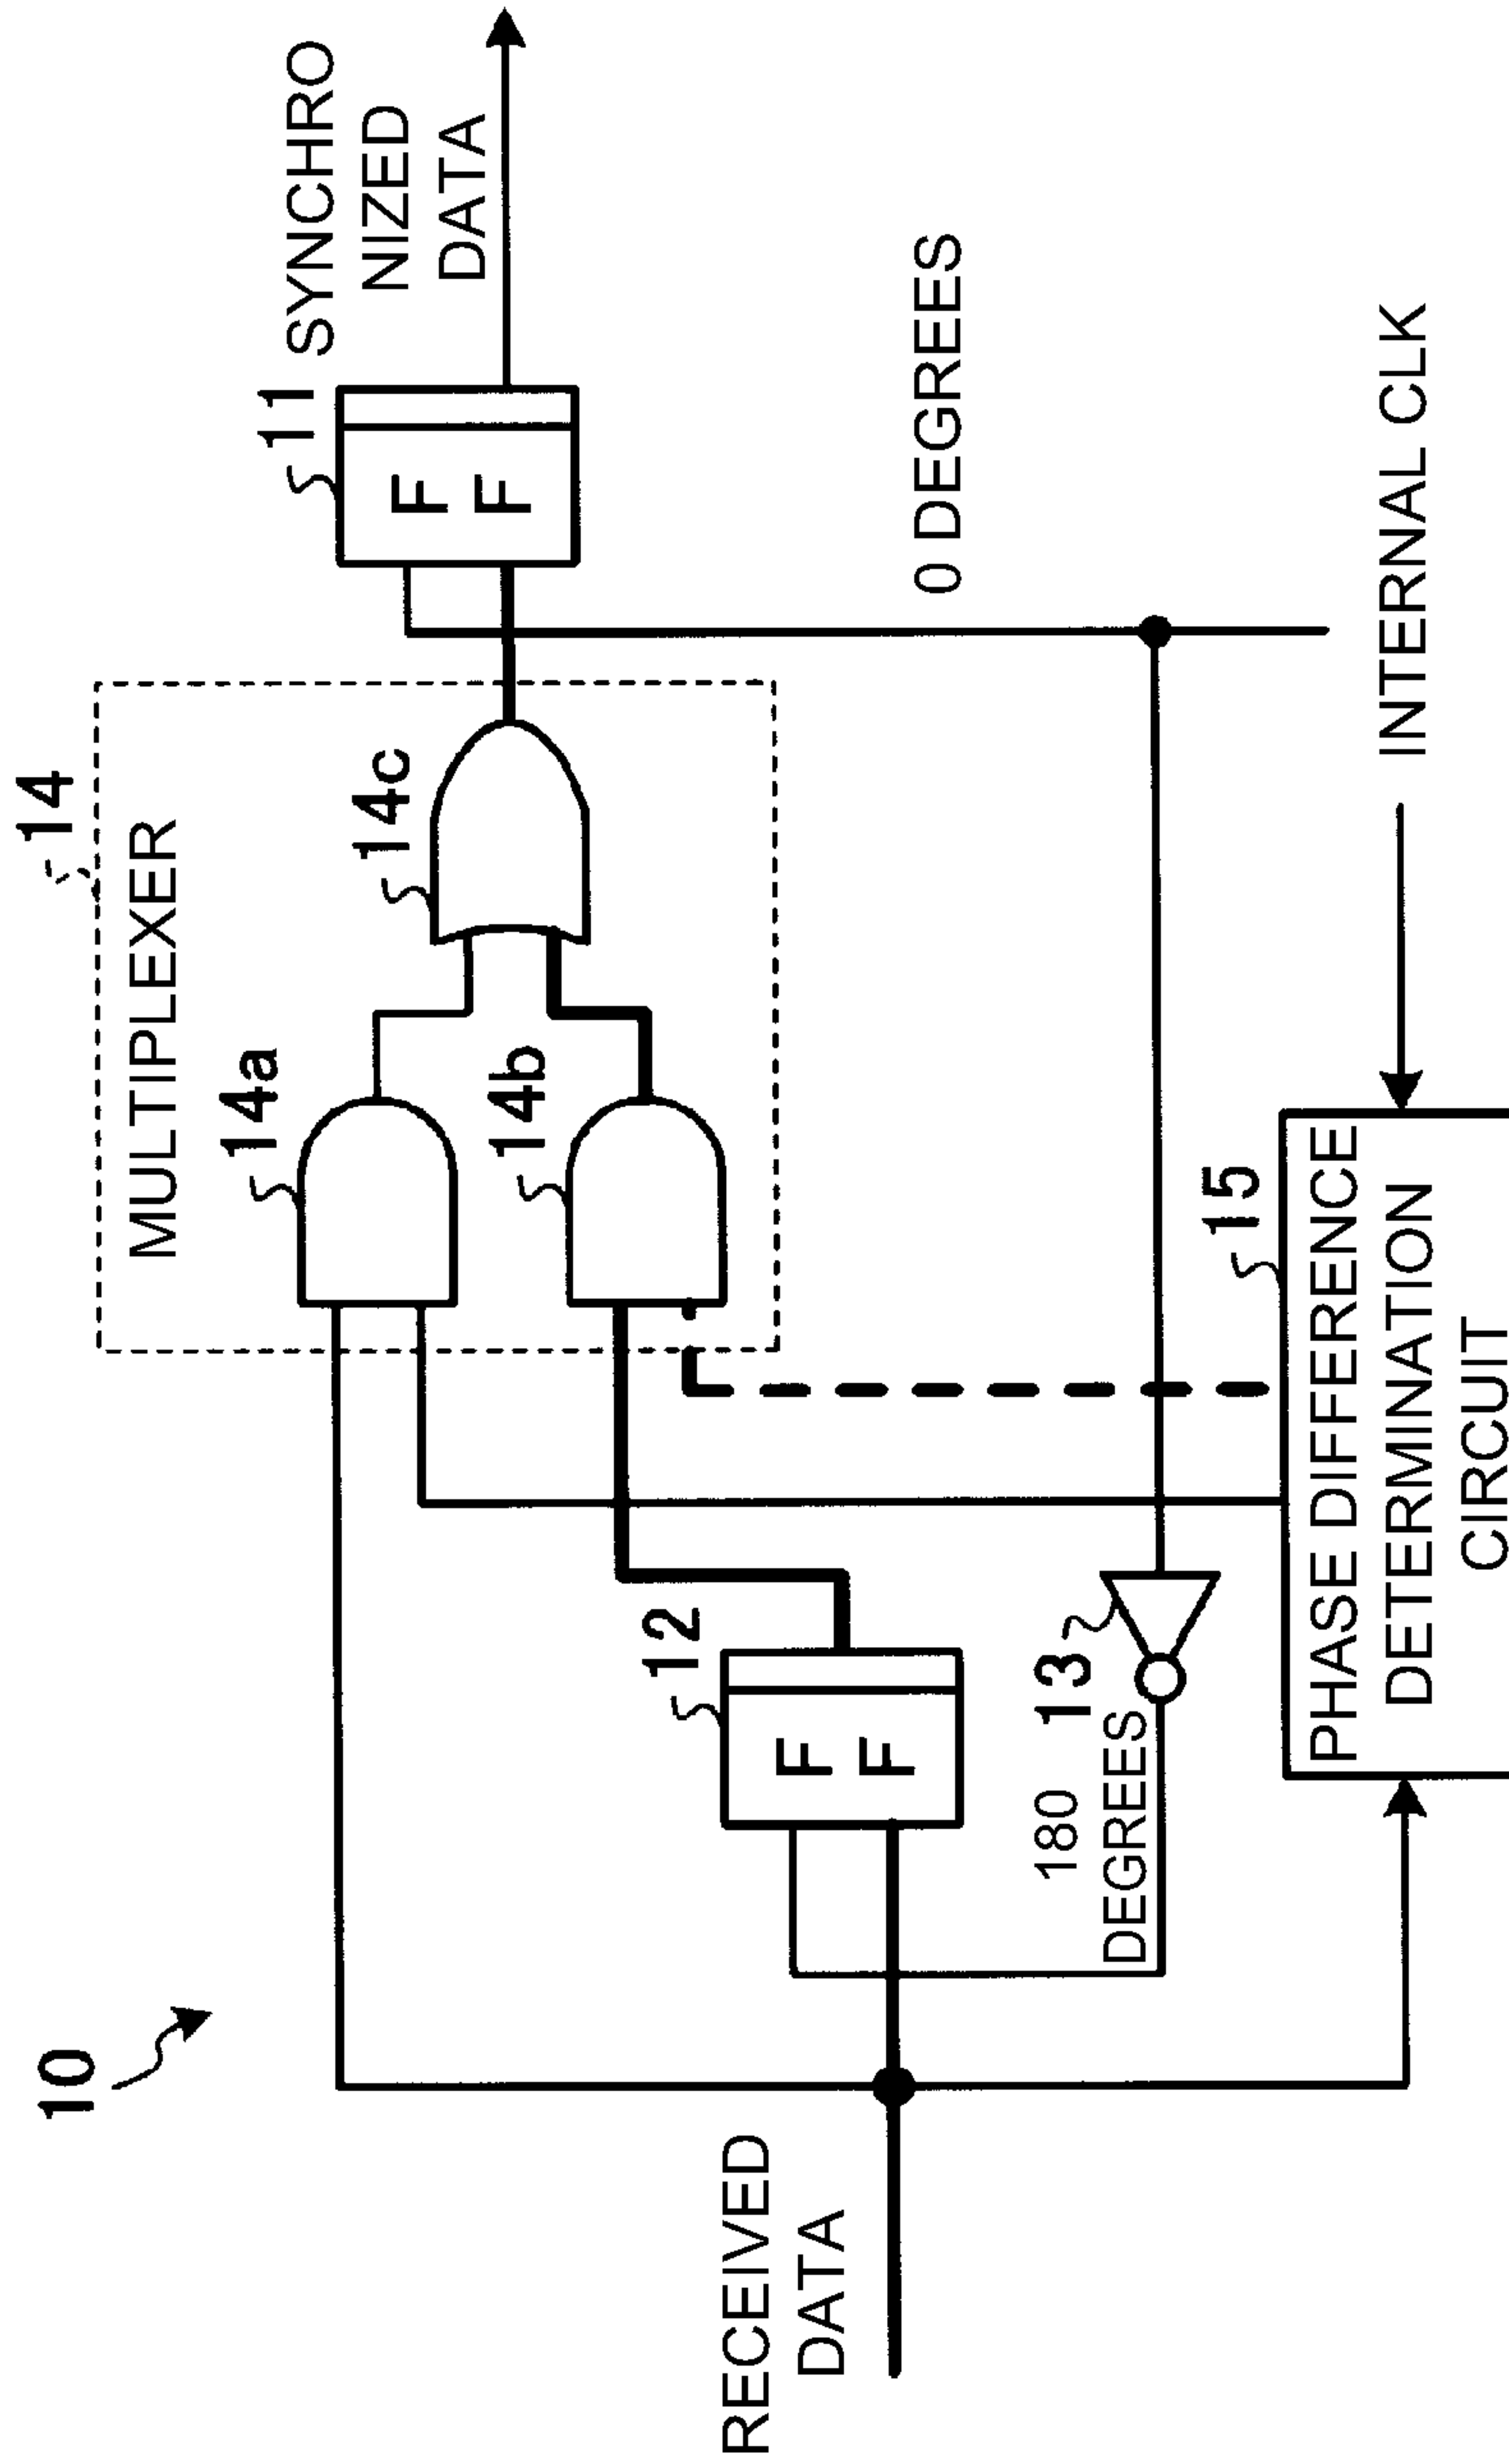 10
14
MULTIPLEXER
14a
14b
14c
11
F
F
SYNCHRO
NIZED
DATA
12
F
F
RECEIVED
DATA
180
DEGREES
13
0 DEGREES
15
PHASE DIFFERENCE
DETERMINATION
CIRCUIT
INTERNAL CLK